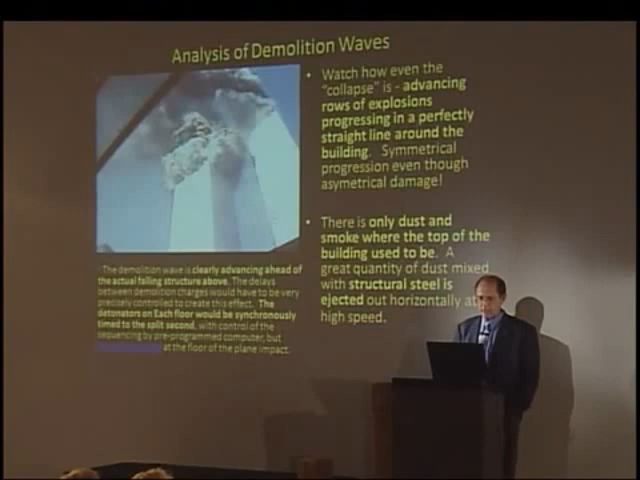 Analysis of Demolition Waves
• Watch how even the
"collapse" is - advancing
rows of explosions
progressing in a perfectly
straight line around the
building. Symmetrical
progression even though
asymetrical damage!
• There is only dust and
smoke where the top of the
building used to be. A
great quantity of dust mixed
with structural steel is
ejected out horizontally at
high speed.
- The demolition wave is clearly advancing ahead of
the actual falling structure above. The delays
between demolition charges would have to be very
precisely controlled to create this effect. The
detonators on Each floor would be synchronously
timed to the split second, with control of the
sequencing by pre-programmed computer, but
at the floor of the plane impact.